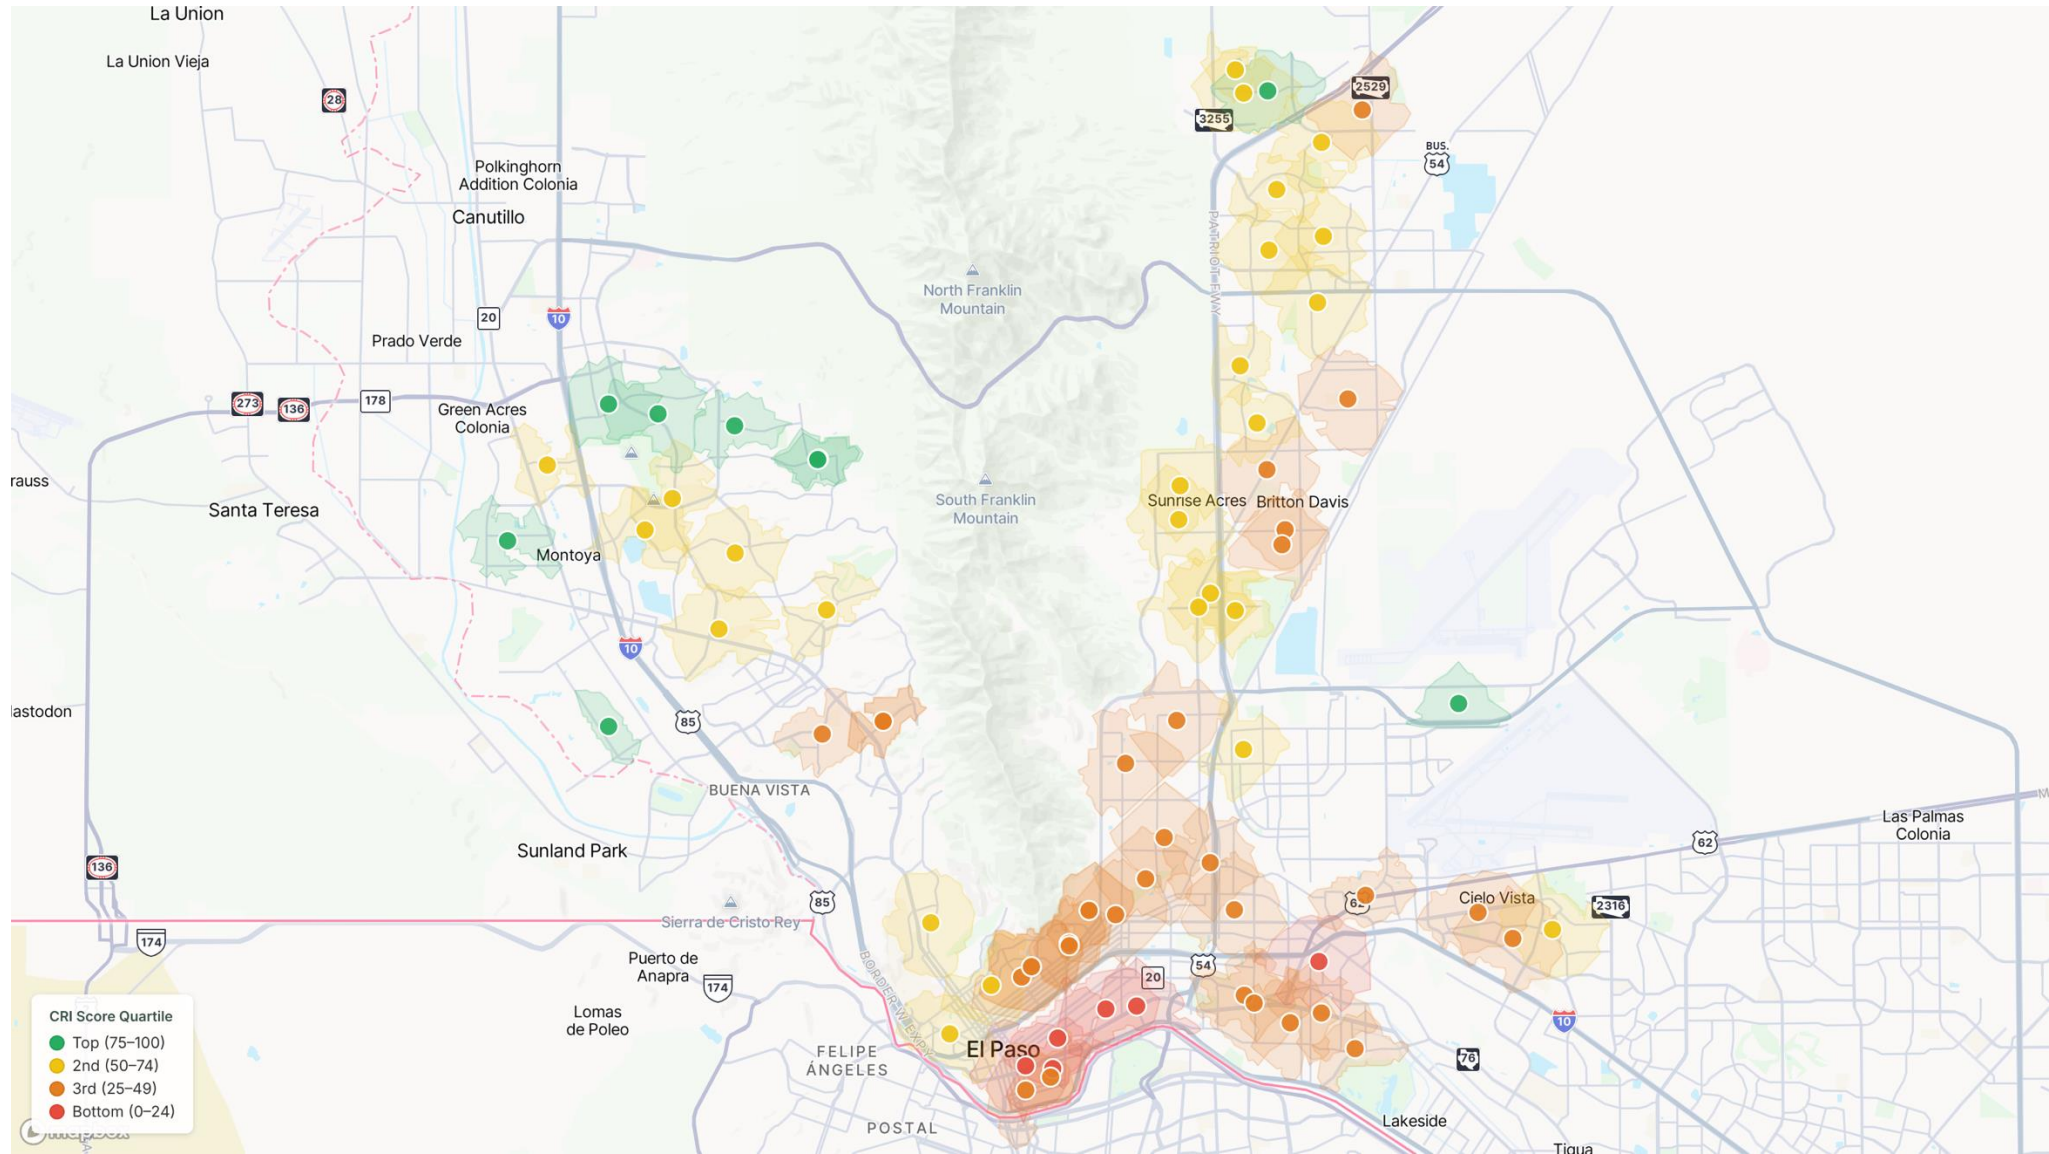 La Union
La Union Vieja
28
2529
3255
BUS.
54
Polkinghorn
Addition Colonia
Canutillo
PATRIOT FWY
North Franklin
Mountain
20
10
Prado Verde
273
136
178
Green Acres
Colonia
rauss
Santa Teresa
South Franklin
Mountain
Sunrise Acres
Britton Davis
Montoya
10
lastodon
85
BUENA VISTA
Las Palmas
Colonia
62
Sunland Park
136
85
Sierra de Cristo Rey
62
Cielo Vista
2316
174
BORDER W EXPY
Puerto de
Anapra
174
20
54
Lomas
de Poleo
10
El Paso
FELIPE
ÁNGELES
76
POSTAL
Lakeside
Tigua
CRI Score Quartile
Top (75–100)
2nd (50–74)
3rd (25–49)
Bottom (0–24)
mapbox